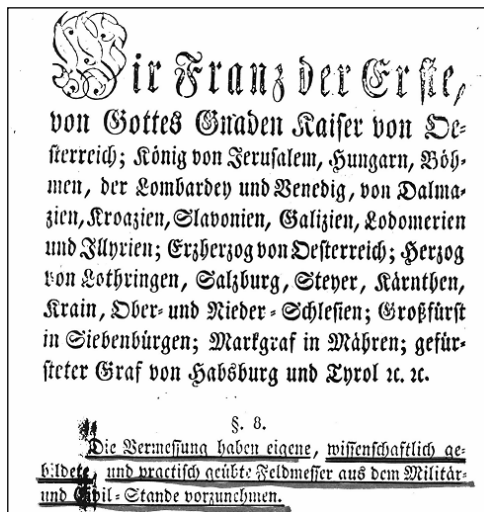 Wir Franz der Erste,
von Gottes Gnaden Kaiser von Oe-
sterreich; König von Jerusalem, Hungarn, Böh-
men, der Lombardey und Venedig, von Dalma-
zien, Kroazien, Slavonien, Galizien, Lodomerien
und Illyrien; Erzherzog von Oesterreich; Herzog
von Lothringen, Salzburg, Steyer, Kärnthen,
Krain, Ober- und Nieder-Schlesien; Großfürst
in Siebenbürgen; Markgraf in Mähren; gefür-
steter Graf von Habsburg und Tyrol ꝛc. ꝛc.
§. 8.
Die Vermessung haben eigene, wissenschaftlich ge-
bildete, und practisch geübte Feldmesser aus dem Militär-
und Civil-Stande vorzunehmen.